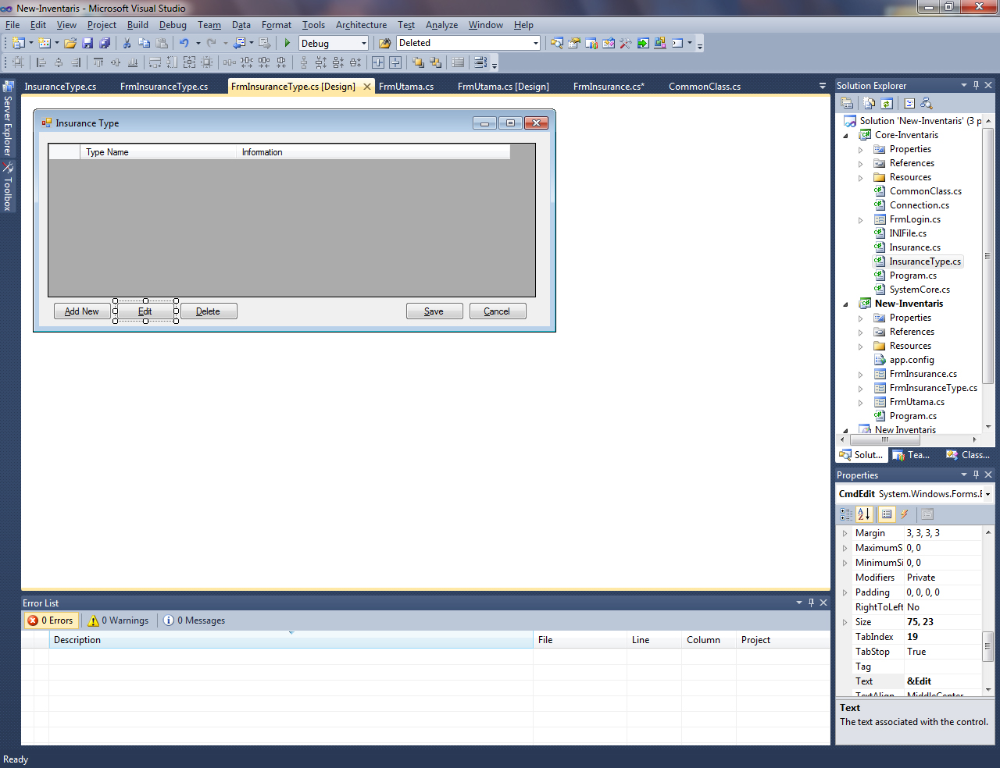 New-Inventaris - Microsoft Visual Studio
File Edit View Project Build Debug Team Data Format Tools Architecture Test Analyze Window Help
Debug Deleted
InsuranceType.cs FrmInsuranceType.cs FrmInsuranceType.cs [Design] FrmUtama.cs FrmUtama.cs [Design] FrmInsurance.cs* CommonClass.cs
Server Explorer
Toolbox
Insurance Type
Type Name Information
Add New Edit Delete Save Cancel
Error List
0 Errors 0 Warnings 0 Messages
Description File Line Column Project
Solution Explorer
Solution 'New-Inventaris' (3 p
Core-Inventaris
Properties
References
Resources
CommonClass.cs
Connection.cs
FrmLogin.cs
INIFile.cs
Insurance.cs
InsuranceType.cs
Program.cs
SystemCore.cs
New-Inventaris
Properties
References
Resources
app.config
FrmInsurance.cs
FrmInsuranceType.cs
FrmUtama.cs
Program.cs
New Inventaris
Solut... Tea... Class...
Properties
CmdEdit System.Windows.Forms.E
Margin 3, 3, 3, 3
MaximumS 0, 0
MinimumSi 0, 0
Modifiers Private
Padding 0, 0, 0, 0
RightToLeft No
Size 75, 23
TabIndex 19
TabStop True
Tag
Text &Edit
TextAlign MiddleCenter
Text
The text associated with the control.
Ready